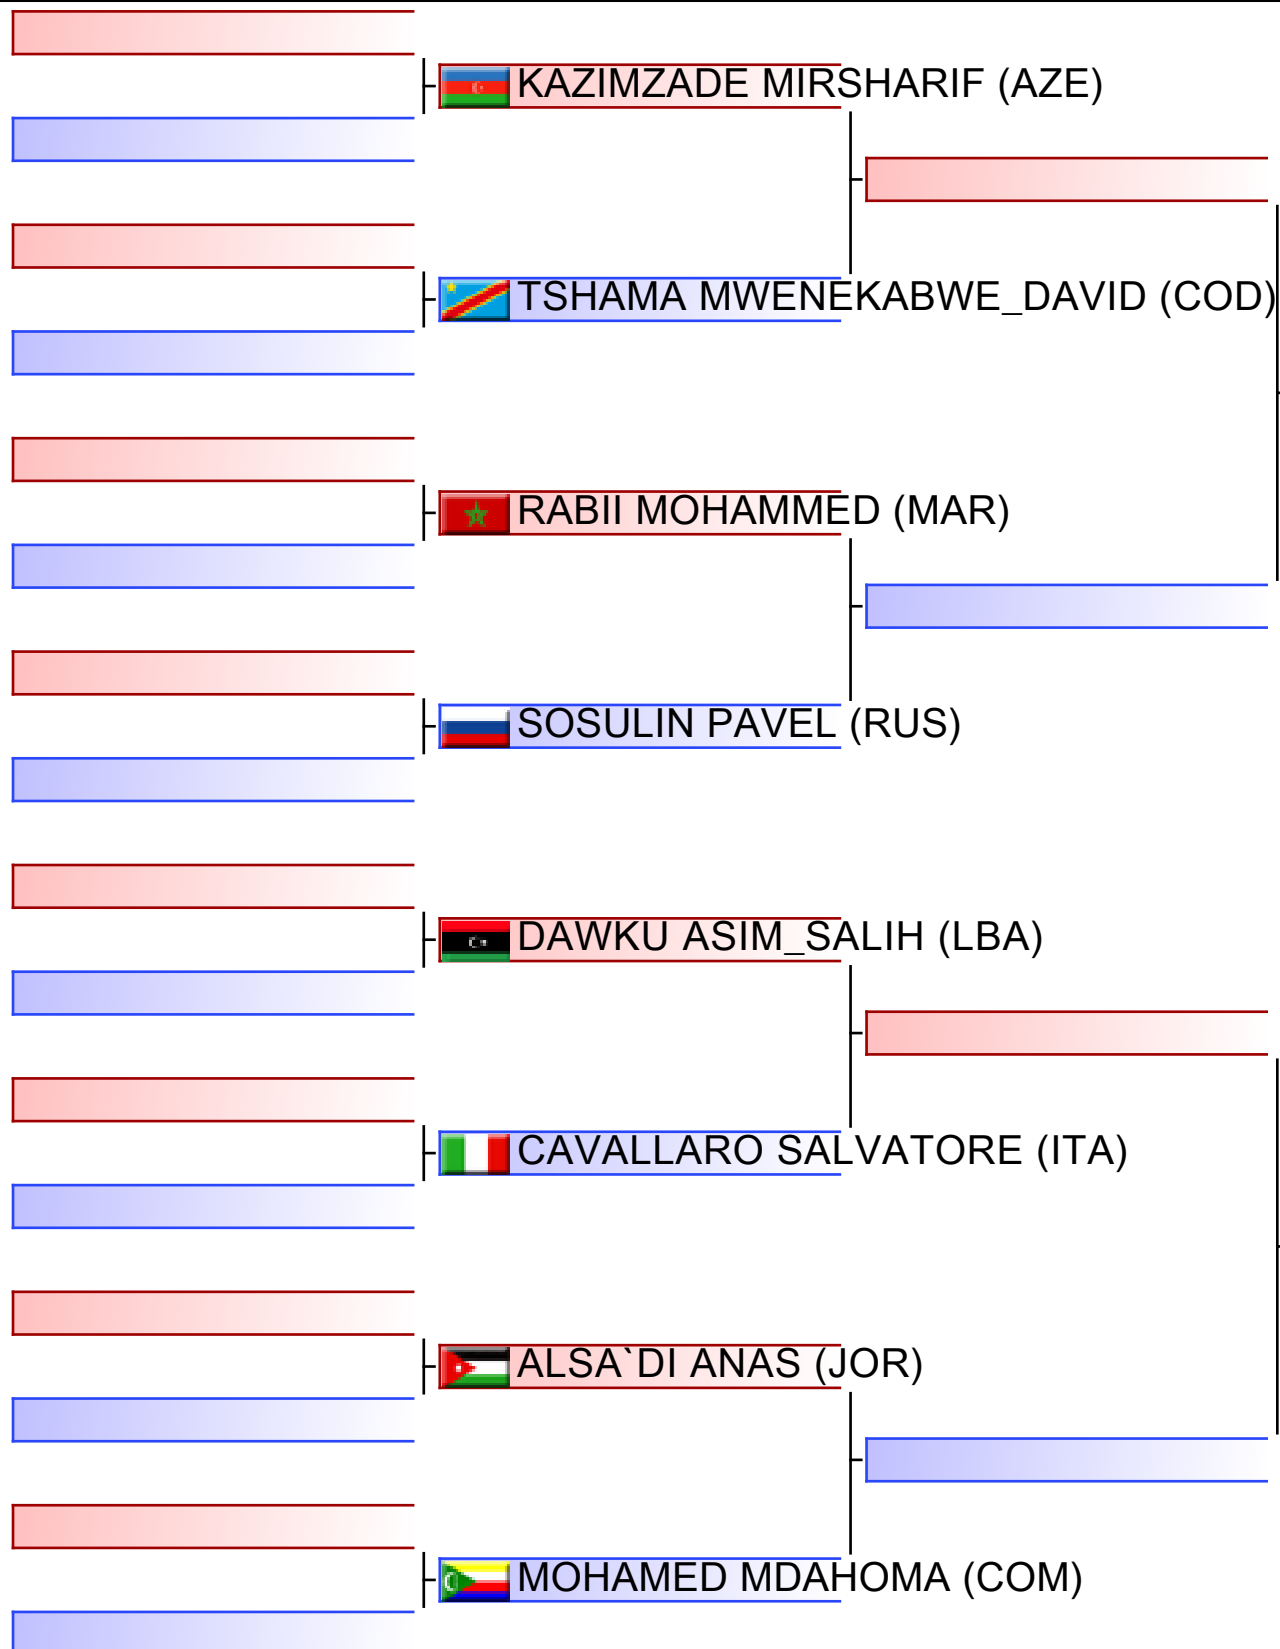 KAZIMZADE MIRSHARIF (AZE)
TSHAMA MWENEKABWE_DAVID (COD)
RABII MOHAMMED (MAR)
SOSULIN PAVEL (RUS)
DAWKU ASIM_SALIH (LBA)
CAVALLARO SALVATORE (ITA)
ALSA`DI ANAS (JOR)
MOHAMED MDAHOMA (COM)